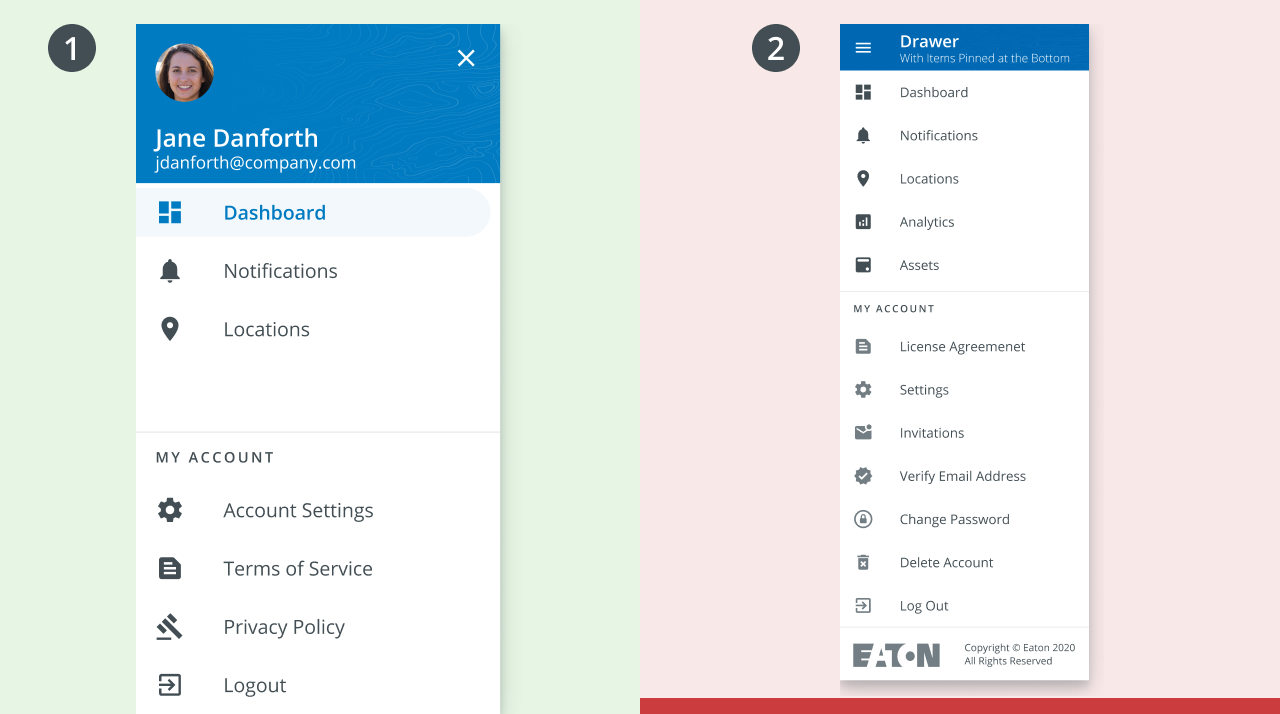 1
Jane Danforth
jdanforth@company.com
Dashboard
Notifications
Locations
MY ACCOUNT
Account Settings
Terms of Service
Privacy Policy
Logout
2
Drawer
With Items Pinned at the Bottom
Dashboard
Notifications
Locations
Analytics
Assets
MY ACCOUNT
License Agreemenet
Settings
Invitations
Verify Email Address
Change Password
Delete Account
Log Out
EATON
Copyright © Eaton 2020
All Rights Reserved